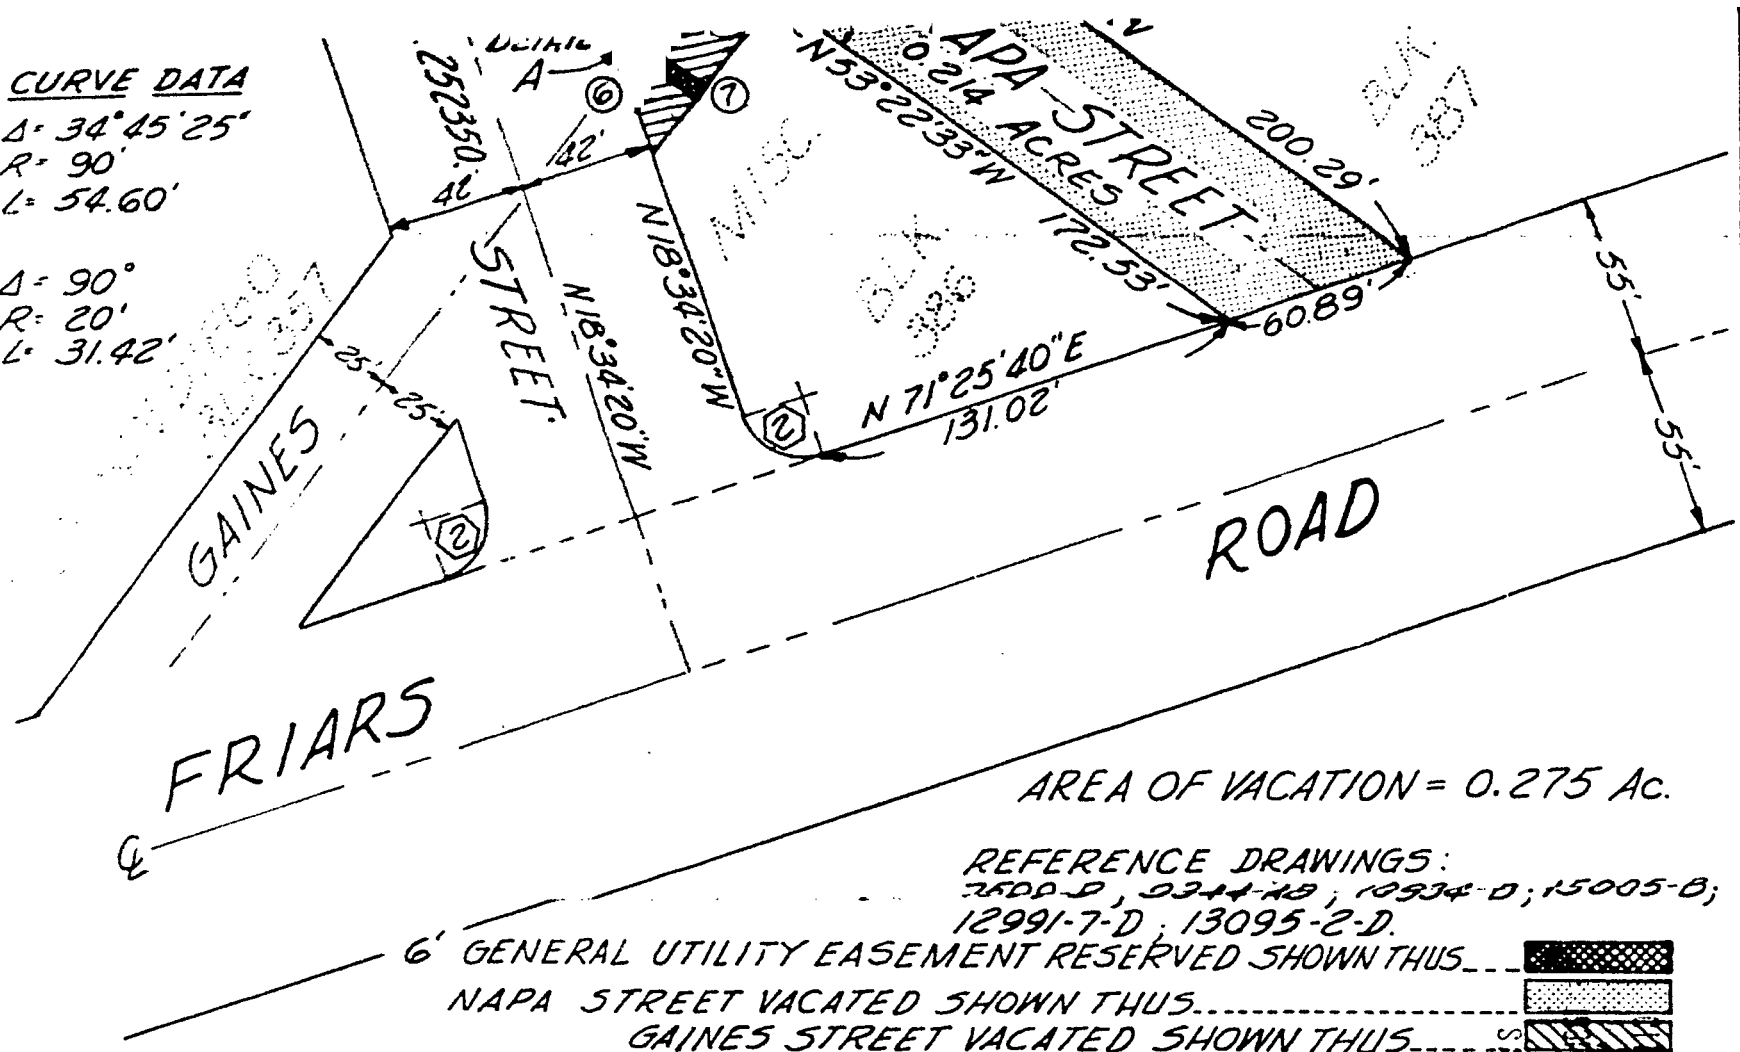 CURVE DATA
Δ= 34°45'25"
R= 90'
L= 54.60'
Δ= 90°
R= 20'
L= 31.42'
252350.
DETAIL
A
6
7
42'
42'
N53°22'33"W
172.53'
APA STREET
0.214 ACRES
200.29'
BLK
387
MISC
BLK
386
N18°34'20"W
STREET
N18°34'20"W
25'
25'
GAINES
2
2
N 71°25'40"E
131.02'
60.89'
55'
55'
FRIARS
ROAD
AREA OF VACATION = 0.275 Ac.
REFERENCE DRAWINGS:
10934-D; 15005-B;
12991-7-D; 13095-2-D.
6' GENERAL UTILITY EASEMENT RESERVED SHOWN THUS
NAPA STREET VACATED SHOWN THUS
GAINES STREET VACATED SHOWN THUS